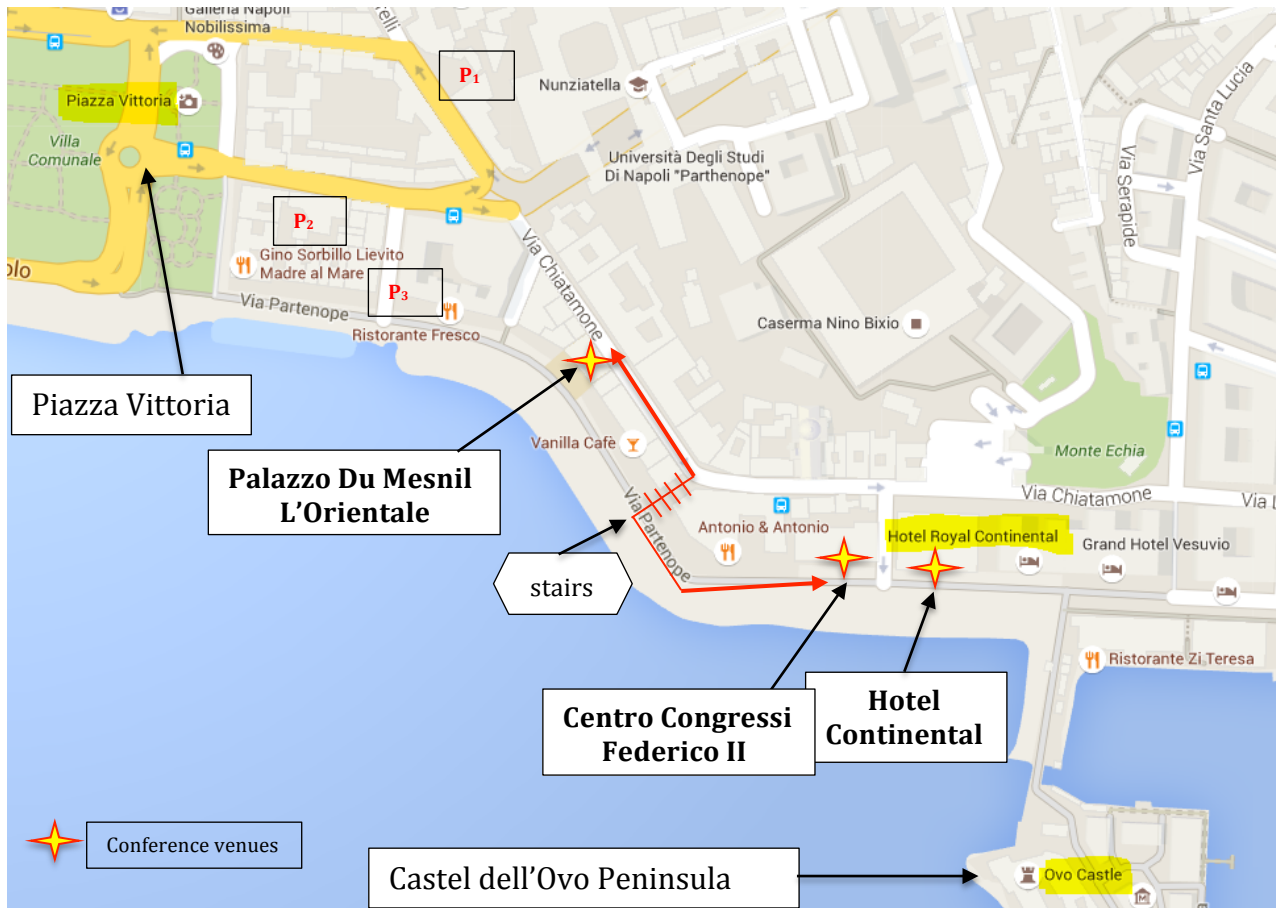 Galleria Napoli
Nobilissima
relli
P1
Piazza Vittoria
Nunziatella
Via Santa Lucia
Villa
Comunale
Università Degli Studi
Di Napoli "Parthenope"
Via Serapide
P2
Gino Sorbillo Lievito
Madre al Mare
olo
Via Chiatamone
P3
Via Partenope
Ristorante Fresco
Caserma Nino Bixio
Piazza Vittoria
Vanilla Cafè
Monte Echia
Palazzo Du Mesnil
L'Orientale
Via Partenope
Via Chiatamone
Via L
Antonio & Antonio
Hotel Royal Continental
Grand Hotel Vesuvio
stairs
Ristorante Zi Teresa
Centro Congressi
Federico II
Hotel
Continental
Conference venues
Castel dell'Ovo Peninsula
Ovo Castle